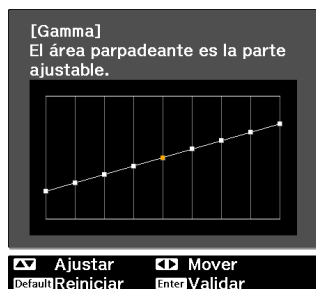 [Gamma]
El área parpadeante es la parte
ajustable.
Ajustar Mover
Default Reiniciar Enter Validar